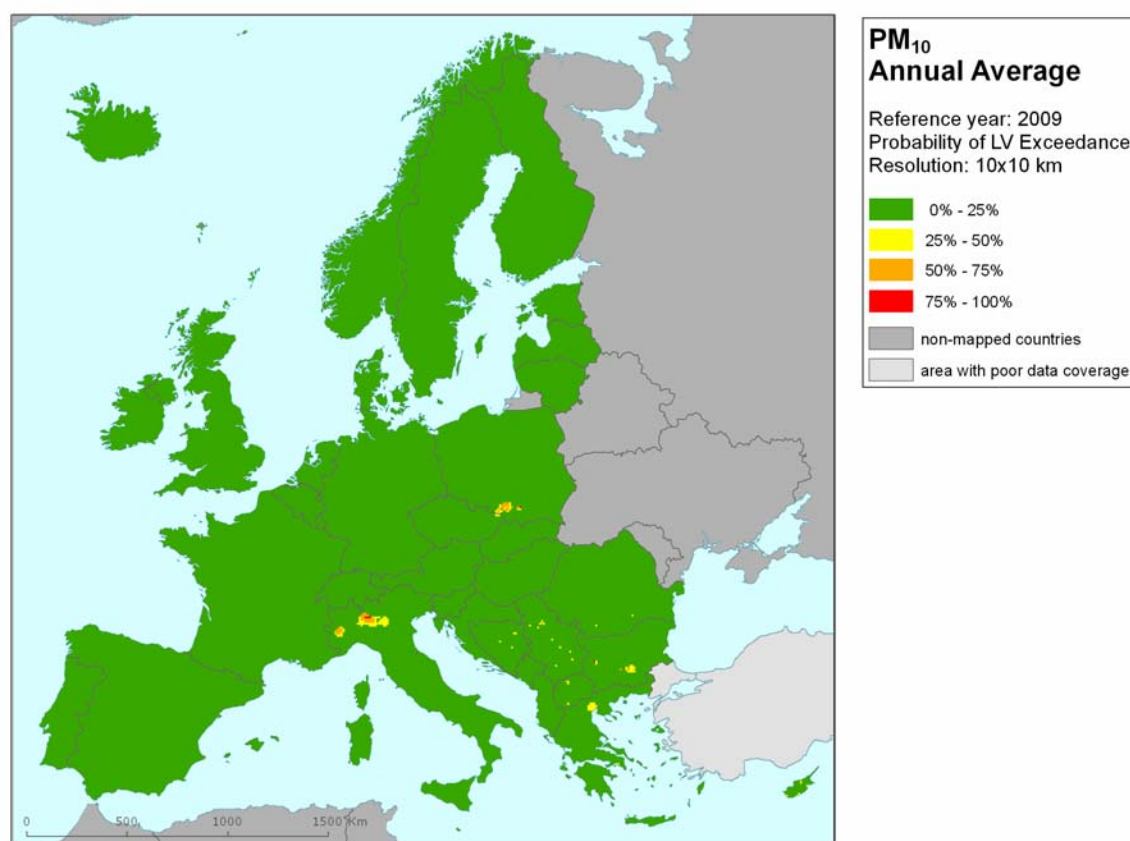 PM₁₀
Annual Average
Reference year: 2009
Probability of LV Exceedance
Resolution: 10x10 km
0% - 25%
25% - 50%
50% - 75%
75% - 100%
non-mapped countries
area with poor data coverage
0 500 1000 1500 Km